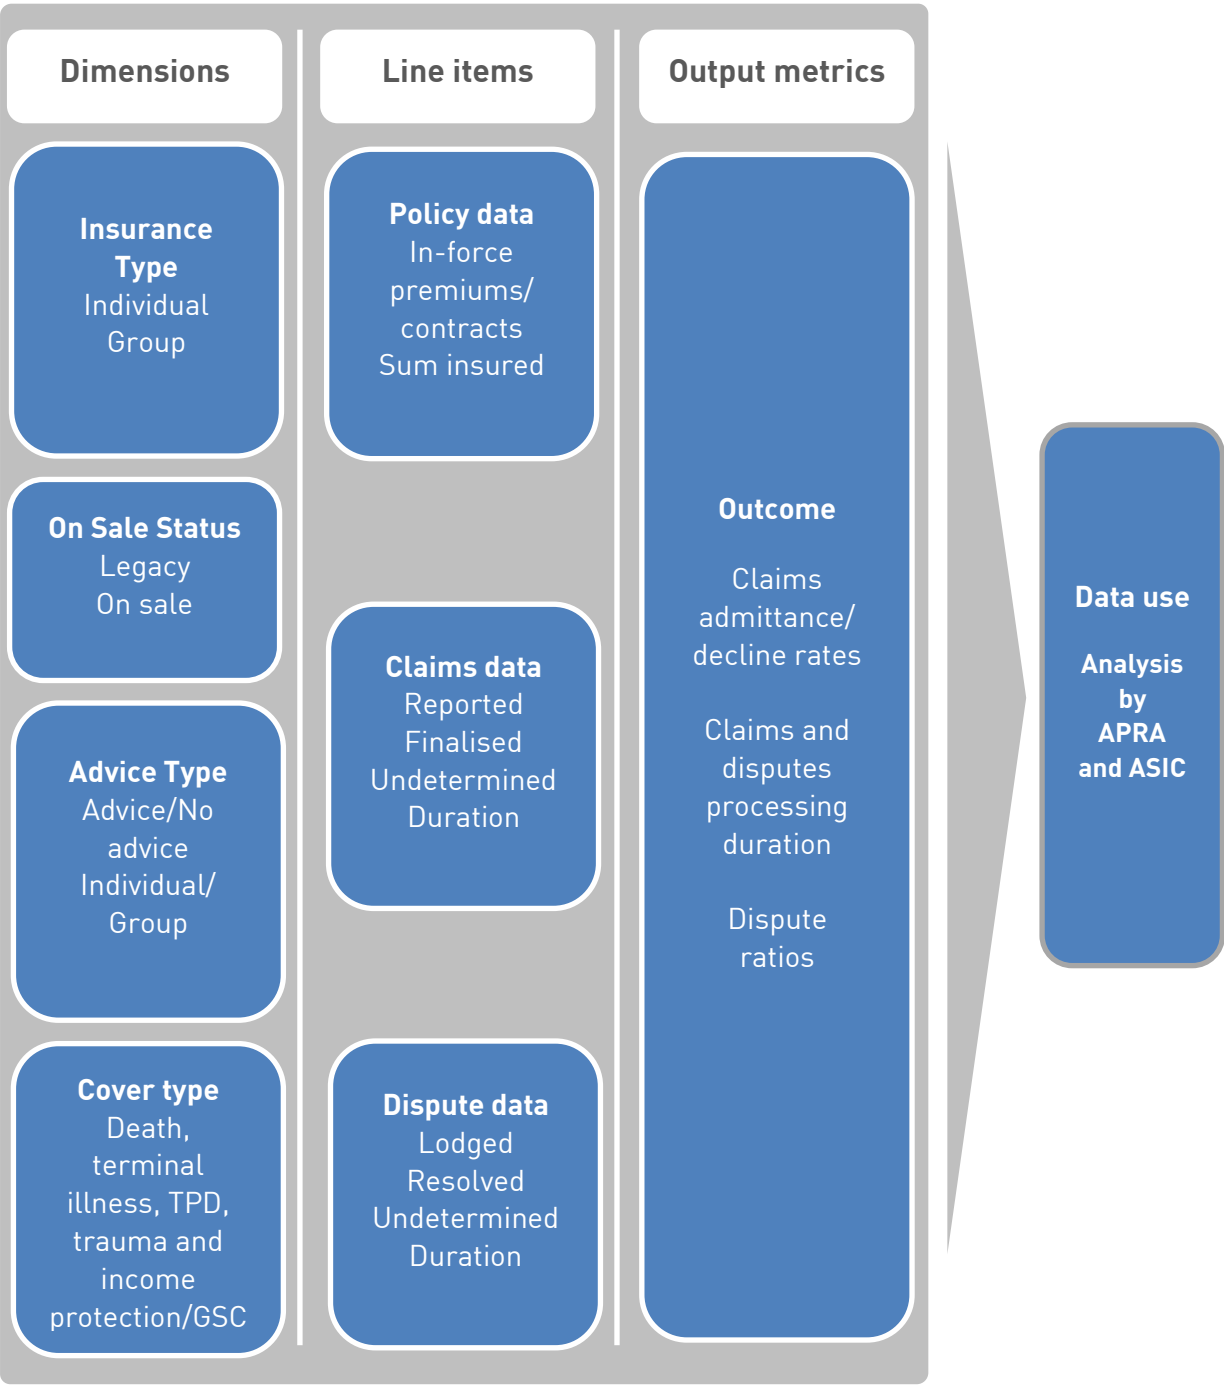 Dimensions
Insurance
Type
Individual
Group
On Sale Status
Legacy
On sale
Advice Type
Advice/No
advice
Individual/
Group
Cover type
Death,
terminal
illness, TPD,
trauma and
income
protection/GSC
Line items
Policy data
In-force
premiums/
contracts
Sum insured
Claims data
Reported
Finalised
Undetermined
Duration
Dispute data
Lodged
Resolved
Undetermined
Duration
Output metrics
Outcome
Claims
admittance/
decline rates
Claims and
disputes
processing
duration
Dispute
ratios
Data use
Analysis
by
APRA
and ASIC